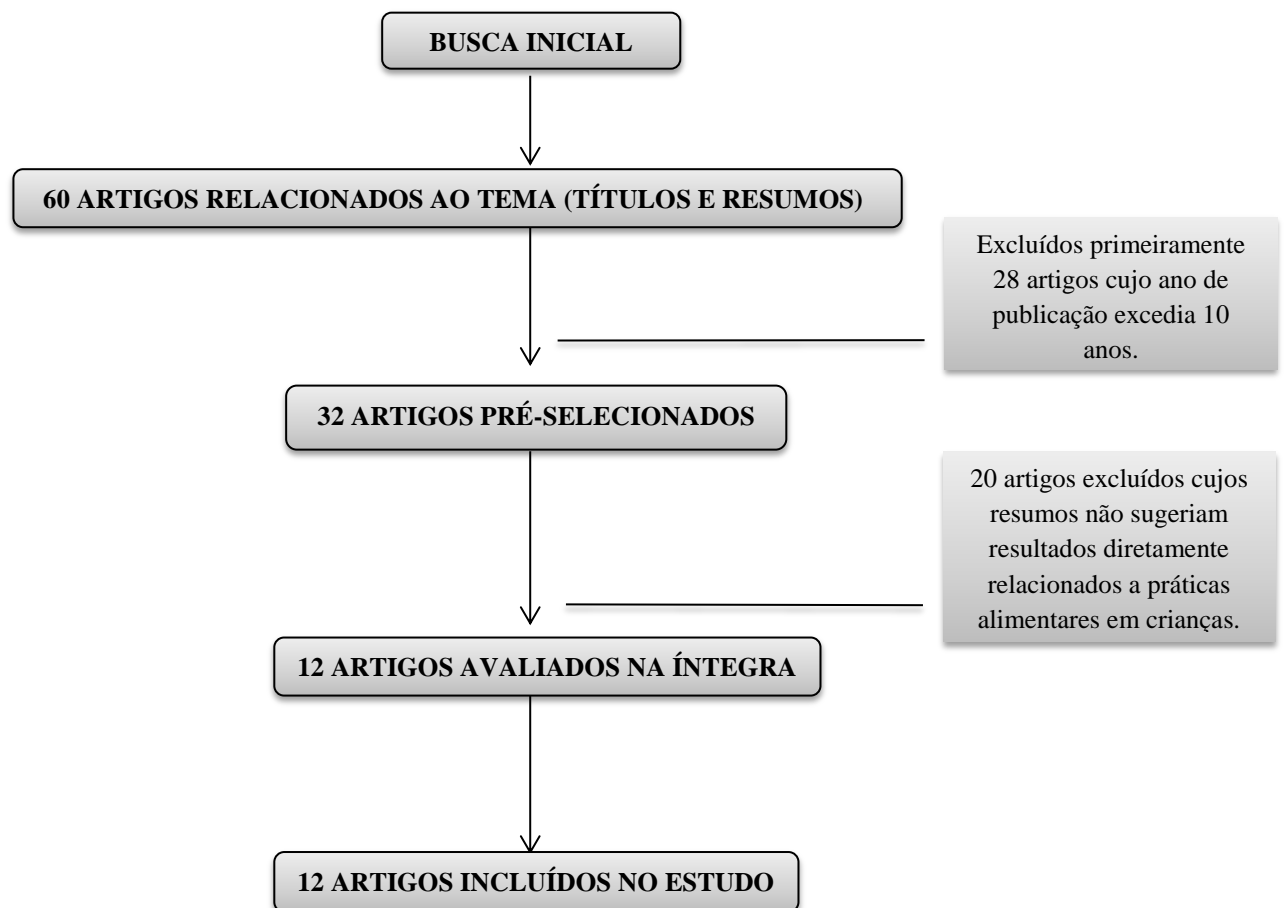 BUSCA INICIAL
60 ARTIGOS RELACIONADOS AO TEMA (TÍTULOS E RESUMOS)
Excluídos primeiramente
28 artigos cujo ano de
publicação excedia 10
anos.
32 ARTIGOS PRÉ-SELECIONADOS
20 artigos excluídos cujos
resumos não sugeriam
resultados diretamente
relacionados a práticas
alimentares em crianças.
12 ARTIGOS AVALIADOS NA ÍNTEGRA
12 ARTIGOS INCLUÍDOS NO ESTUDO